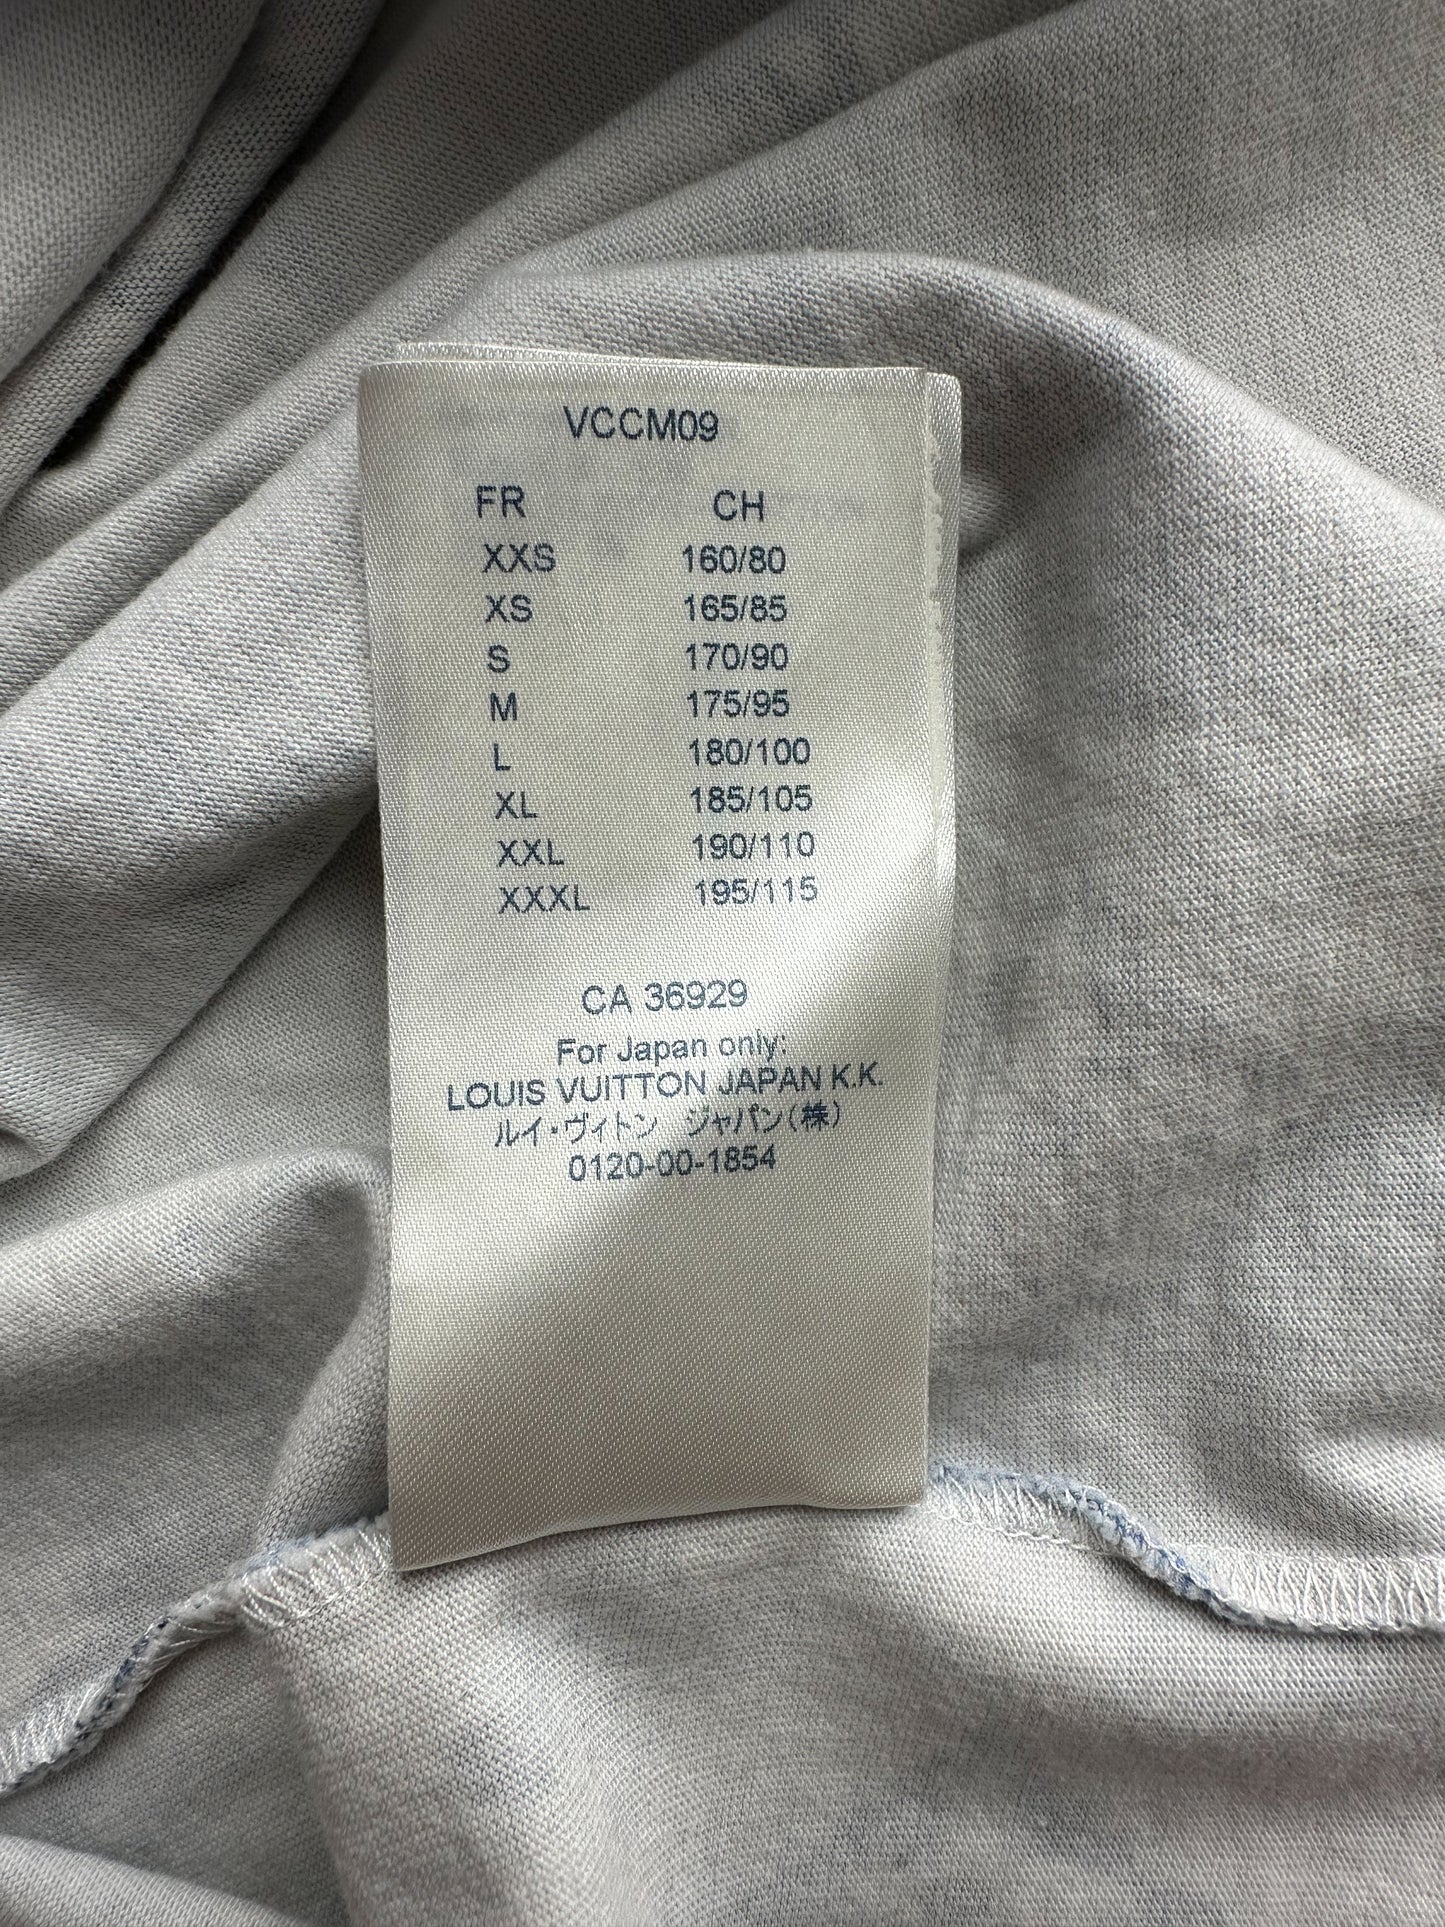 VCCM09
FR CH
XXS 160/80
XS 165/85
S 170/90
M 175/95
L 180/100
XL 185/105
XXL 190/110
XXXL 195/115
CA 36929
For Japan only:
LOUIS VUITTON JAPAN K.K.
ルイ・ヴィトン ジャパン(株)
0120-00-1854